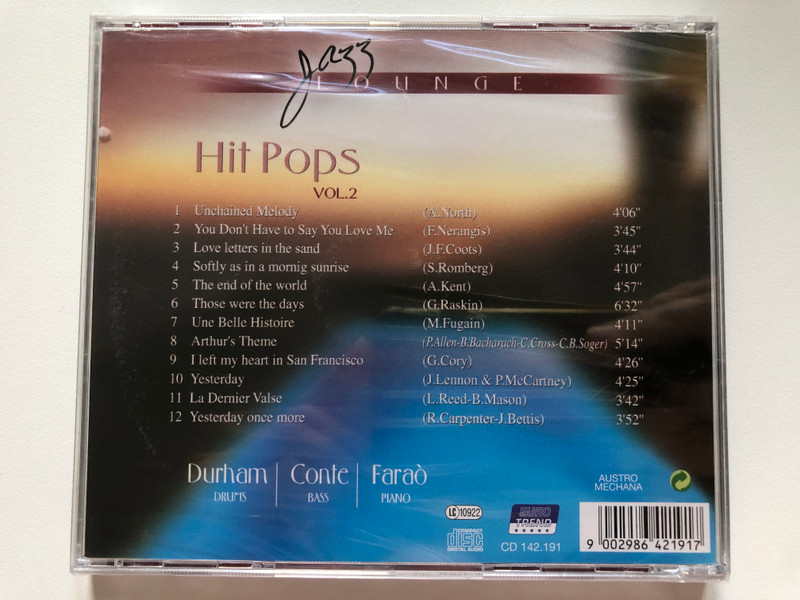 Jazz
LOUNGE
Hit Pops
VOL.2
1 Unchained Melody (A.North) 4'06"
2 You Don't Have to Say You Love Me (F.Nerangis) 3'45"
3 Love letters in the sand (J.F.Coots) 3'44"
4 Softly as in a mornig sunrise (S.Romberg) 4'10"
5 The end of the world (A.Kent) 4'57"
6 Those were the days (G.Raskin) 6'32"
7 Une Belle Histoire (M.Fugain) 4'11"
8 Arthur's Theme (P.Allen-B.Bacharach-C.Cross-C.B.Soger) 5'14"
9 I left my heart in San Francisco (G.Cory) 4'26"
10 Yesterday (J.Lennon & P.McCartney) 4'25"
11 La Dernier Valse (L.Reed-B.Mason) 3'42"
12 Yesterday once more (R.Carpenter-J.Bettis) 3'52"
Durham Conte Faraò
DRUMS BASS PIANO
AUSTRO
MECHANA
LC 10922
COMPACT
disc
DIGITAL AUDIO
EURO
TREND
CD 142.191
9 002986 421917